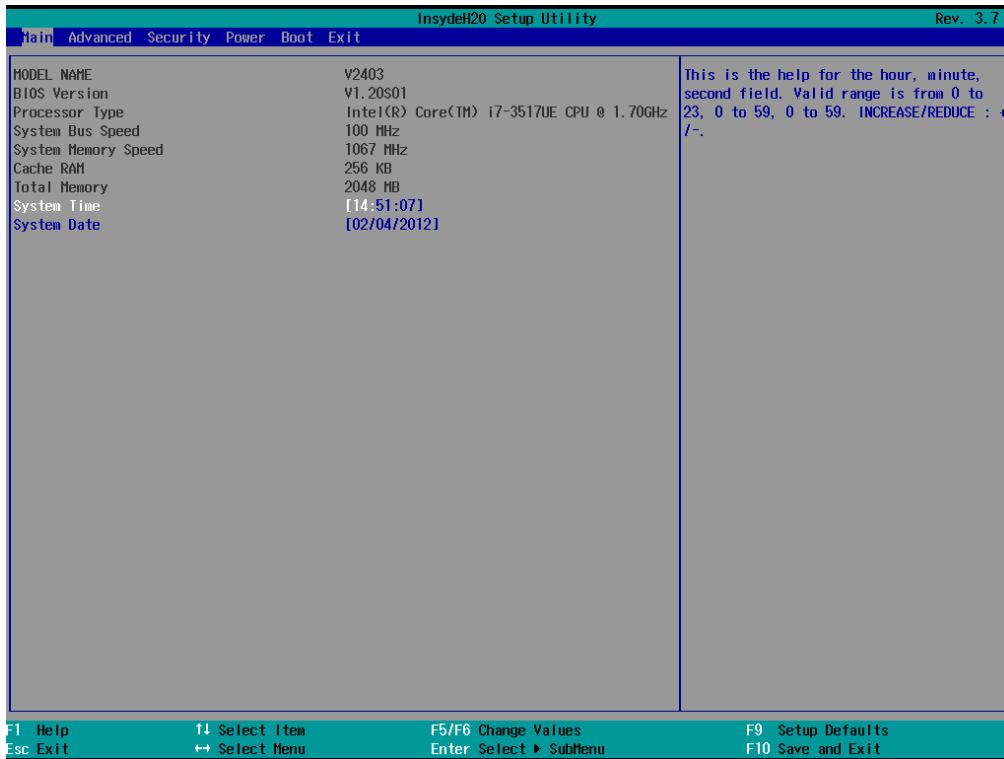 InsydeH20 Setup Utility Rev. 3.7
Main Advanced Security Power Boot Exit
MODEL NAME V2403
BIOS Version V1.20S01
Processor Type Intel(R) Core(TM) i7-3517UE CPU @ 1.70GHz
System Bus Speed 100 MHz
System Memory Speed 1067 MHz
Cache RAM 256 KB
Total Memory 2048 MB
System Time [14:51:07]
System Date [02/04/2012]
This is the help for the hour, minute,
second field. Valid range is from 0 to
23, 0 to 59, 0 to 59. INCREASE/REDUCE : +
/-.
F1 Help ↑↓ Select Item F5/F6 Change Values F9 Setup Defaults
Esc Exit ↔ Select Menu Enter Select ▶ SubMenu F10 Save and Exit